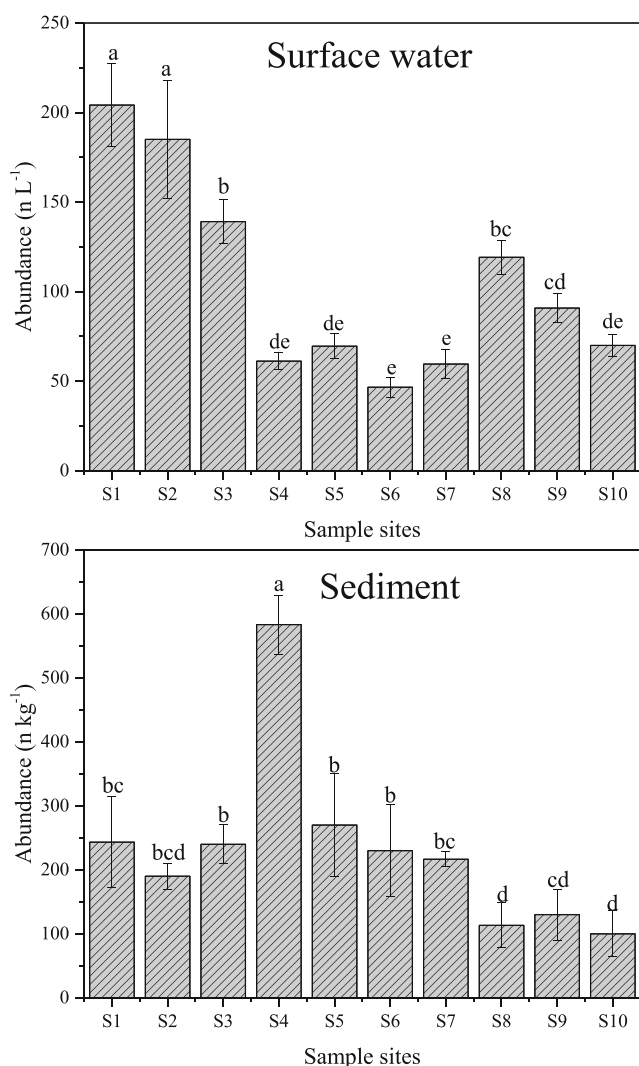 Surface water
Abundance (n L⁻¹)
250
200
150
100
50
0
a
a
b
de
de
e
e
bc
cd
de
S1 S2 S3 S4 S5 S6 S7 S8 S9 S10
Sample sites
Sediment
Abundance (n kg⁻¹)
700
600
500
400
300
200
100
0
bc
bcd
b
a
b
b
bc
d
cd
d
S1 S2 S3 S4 S5 S6 S7 S8 S9 S10
Sample sites